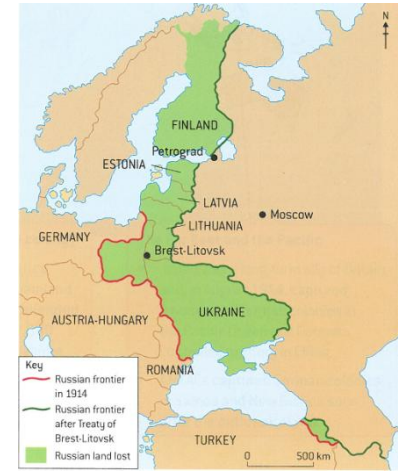 N
FINLAND
Petrograd
ESTONIA
LATVIA
Moscow
LITHUANIA
GERMANY
Brest-Litovsk
UKRAINE
AUSTRIA-HUNGARY
ROMANIA
Key
Russian frontier
in 1914
Russian frontier
after Treaty of
Brest-Litovsk
Russian land lost
TURKEY
0 500 km